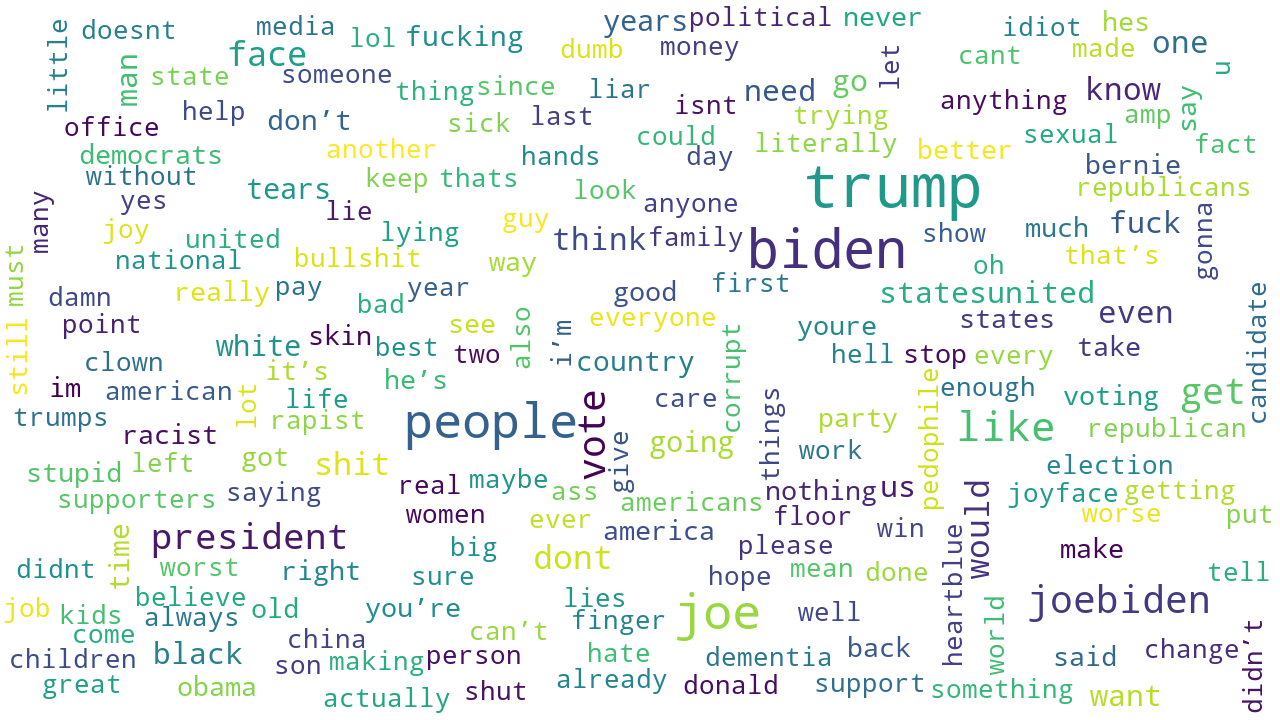 little
doesnt
media
lol
fucking
years
political
never
idiot
hes
face
dumb
money
let
cant
made
one
man
state
someone
thing
since
liar
need
go
u
help
don’t
last
isnt
anything
know
say
office
sick
could
trying
amp
democrats
another
hands
day
literally
better
sexual
fact
without
tears
keep
thats
look
trump
bernie
republicans
many
yes
lie
anyone
joy
united
lying
guy
think
family
biden
show
much
fuck
gonna
must
national
bullshit
way
oh
that’s
damn
really
pay
bad
year
good
first
statesunited
candidate
still
point
skin
see
also
i’m
everyone
corrupt
youre
states
even
clown
white
best
two
country
hell
stop
every
take
im
american
it’s
lot
life
he’s
care
pedophile
enough
voting
get
trumps
racist
rapist
people
vote
going
things
party
like
republican
stupid
left
got
shit
give
work
election
supporters
saying
real
maybe
ass
americans
nothing
us
joyface
getting
time
president
women
ever
america
floor
win
would
worse
put
didnt
worst
right
big
dont
please
make
job
kids
believe
always
old
sure
you’re
lies
hope
mean
done
heartblue
tell
come
china
can’t
finger
joe
well
world
joebiden
children
black
son
making
person
hate
dementia
back
said
change
didn’t
great
obama
actually
shut
already
donald
support
something
want